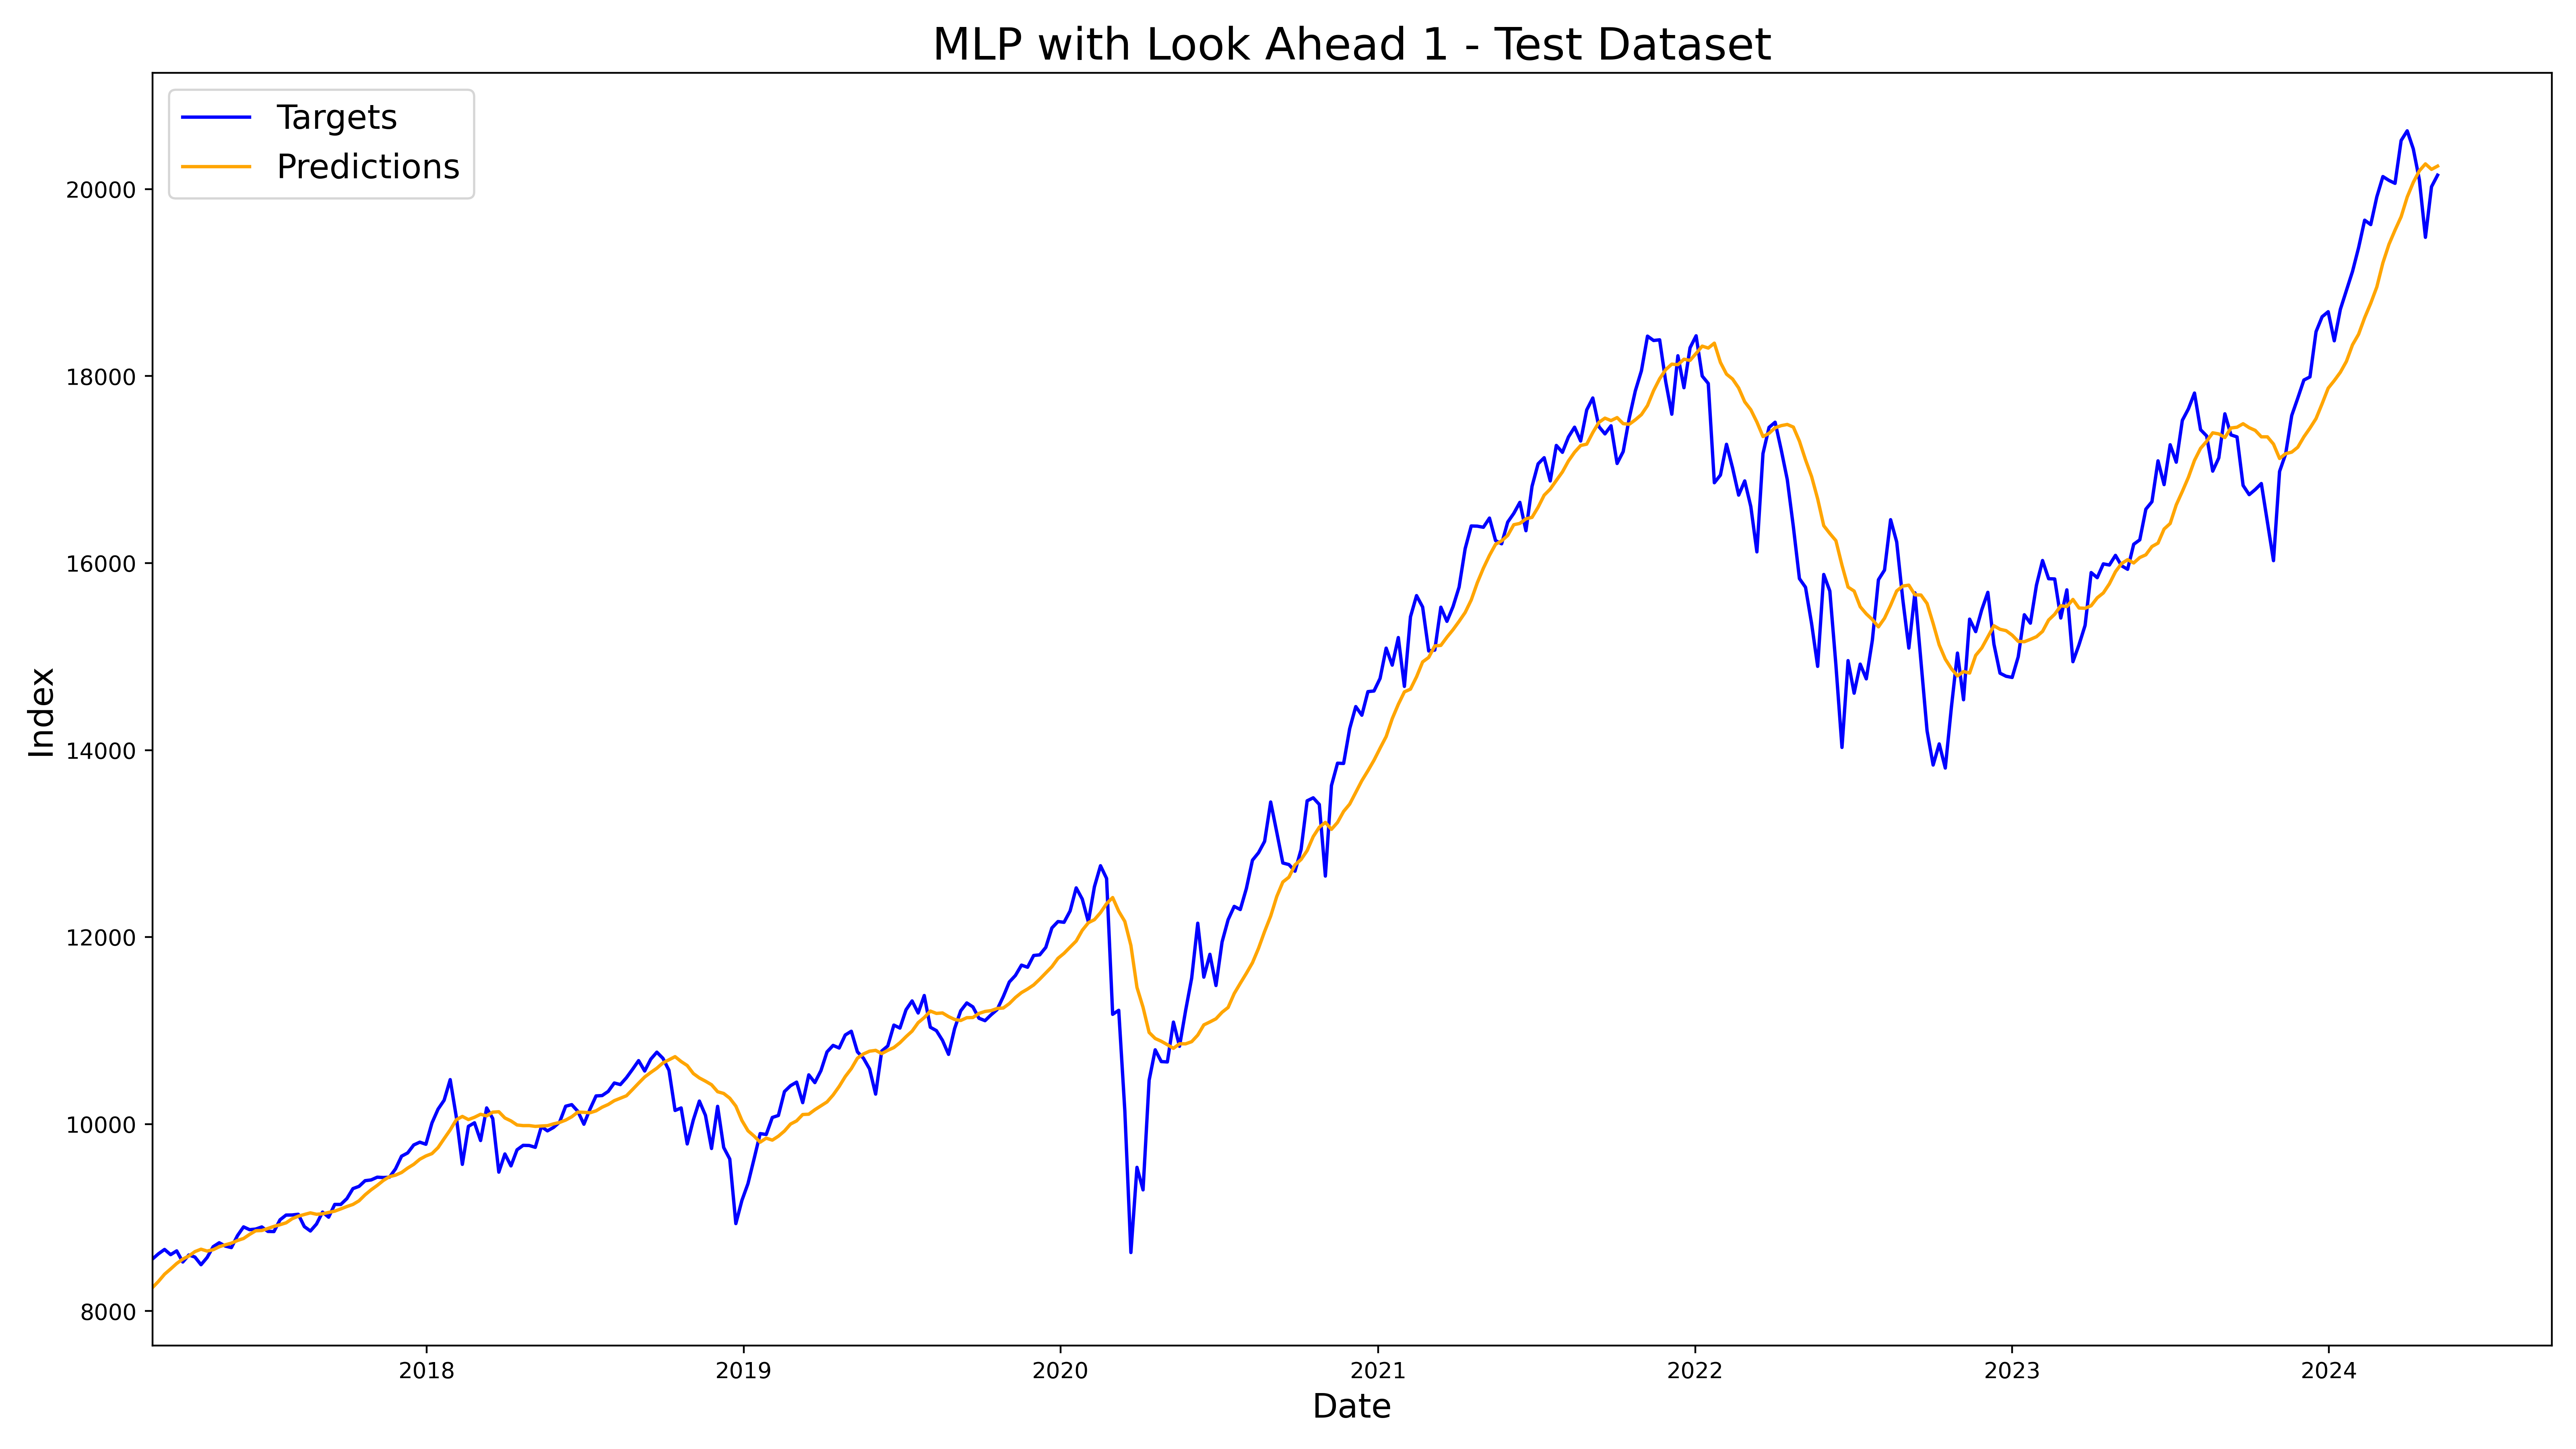 MLP with Look Ahead 1 - Test Dataset
Targets
Predictions
20000
18000
16000
14000
12000
10000
8000
Index
2018 2019 2020 2021 2022 2023 2024
Date